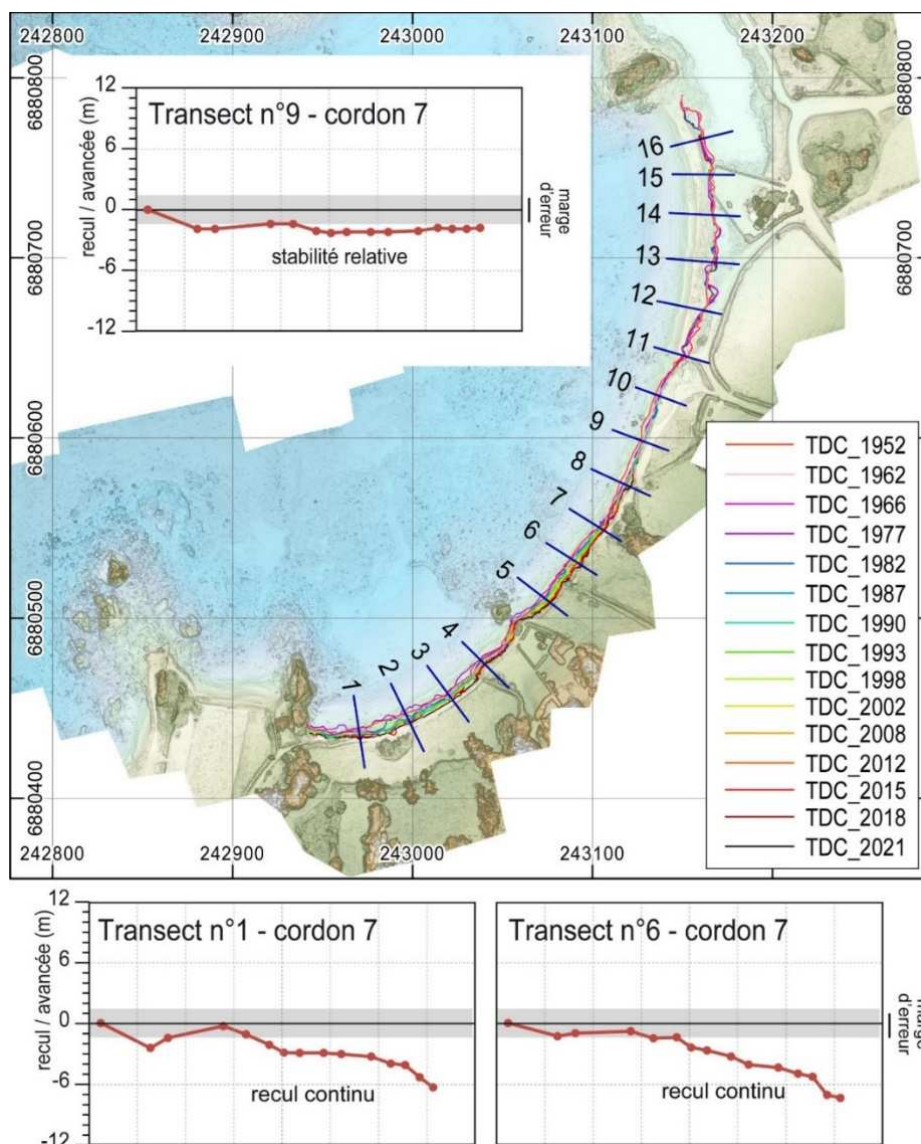 242800
242900
243000
243100
243200
6880800
6880800
12
6
0
-6
-12
recul / avancée (m)
Transect n°9 - cordon 7
stabilité relative
marge
d'erreur
16
15
14
13
12
11
10
9
8
7
6
5
4
3
2
1
6880700
6880700
6880600
6880500
6880400
TDC_1952
TDC_1962
TDC_1966
TDC_1977
TDC_1982
TDC_1987
TDC_1990
TDC_1993
TDC_1998
TDC_2002
TDC_2008
TDC_2012
TDC_2015
TDC_2018
TDC_2021
242800
242900
243000
243100
12
6
0
-6
-12
recul / avancée (m)
Transect n°1 - cordon 7
recul continu
Transect n°6 - cordon 7
recul continu
marge
d'erreur